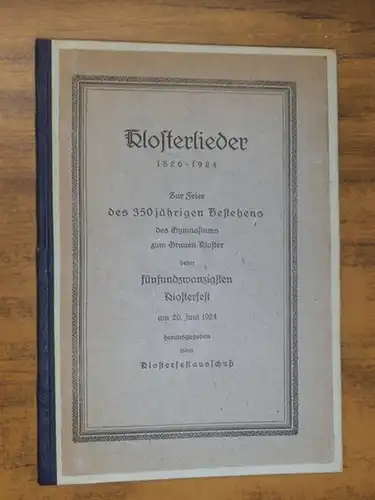 Klosterlieder
1826-1924
Zur Feier
des 350jährigen Bestehens
des Gymnasiums
zum Grauen Kloster
beim
fünfundzwanzigsten
Klosterfest
am 26. Juni 1924
herausgegeben
vom
Klosterfestausschuß